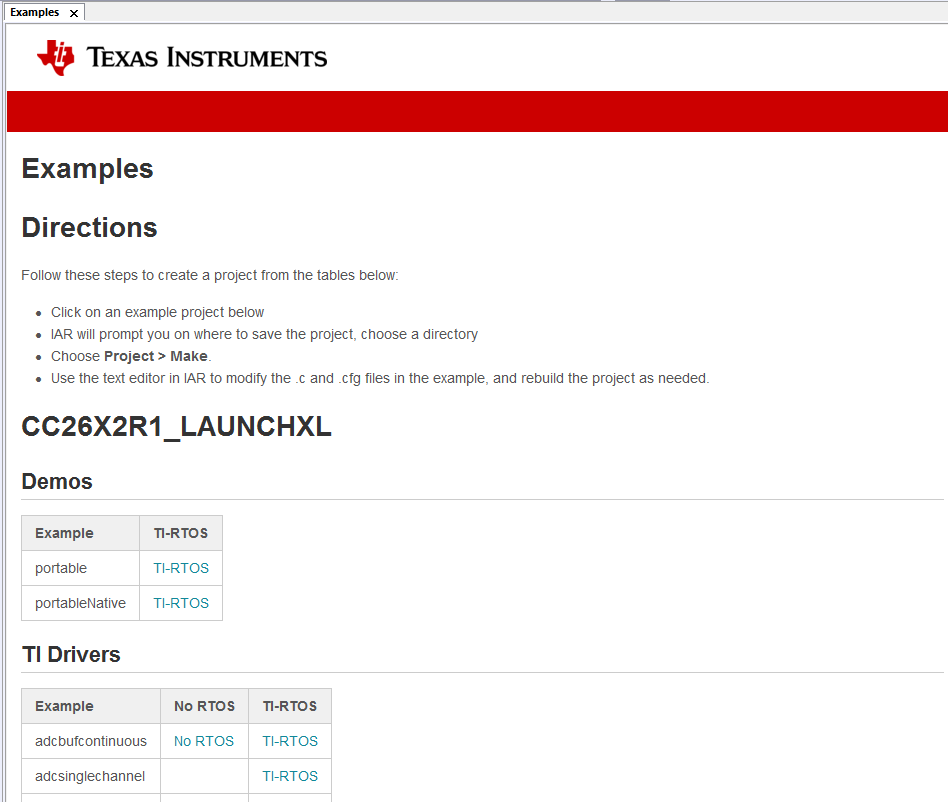 Examples
TEXAS INSTRUMENTS
Examples
Directions
Follow these steps to create a project from the tables below:
Click on an example project below
IAR will prompt you on where to save the project, choose a directory
Choose Project > Make.
Use the text editor in IAR to modify the .c and .cfg files in the example, and rebuild the project as needed.
CC26X2R1_LAUNCHXL
Demos
Example TI-RTOS
portable TI-RTOS
portableNative TI-RTOS
TI Drivers
Example No RTOS TI-RTOS
adcbufcontinuous No RTOS TI-RTOS
adcsinglechannel TI-RTOS